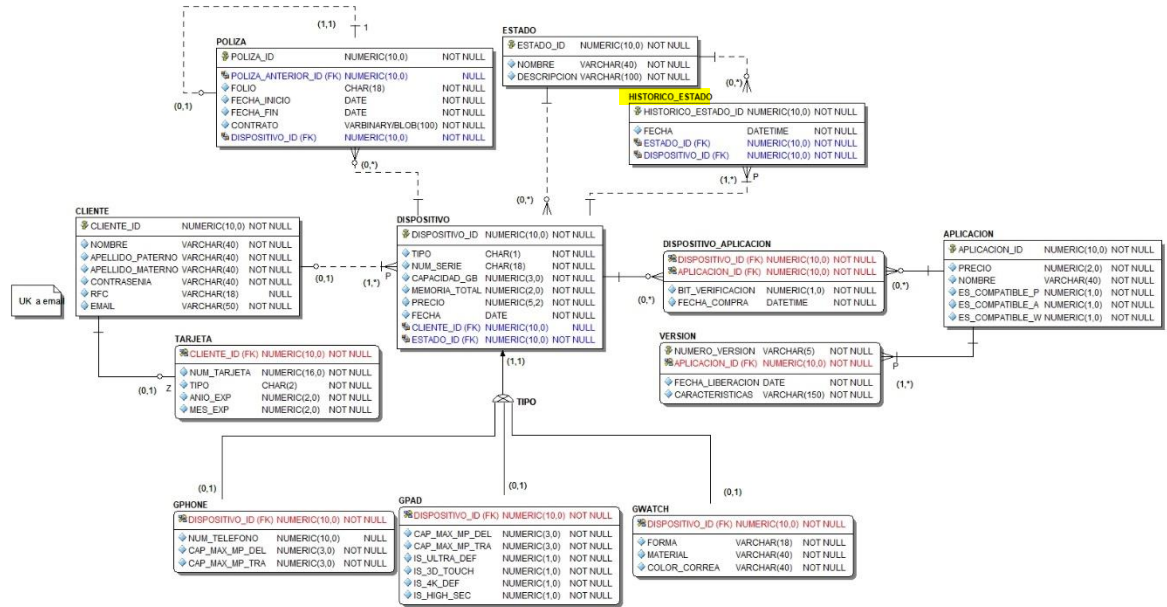 (1,1)
1
POLIZA
POLIZA_ID NUMERIC(10,0) NOT NULL
POLIZA_ANTERIOR_ID (FK) NUMERIC(10,0) NULL
FOLIO CHAR(18) NOT NULL
FECHA_INICIO DATE NOT NULL
FECHA_FIN DATE NOT NULL
CONTRATO VARBINARY/BLOB(100) NOT NULL
DISPOSITIVO_ID (FK) NUMERIC(10,0) NOT NULL
(0,1)
(0,*)
ESTADO
ESTADO_ID NUMERIC(10,0) NOT NULL
NOMBRE VARCHAR(40) NOT NULL
DESCRIPCION VARCHAR(100) NOT NULL
(0,*)
HISTORICO_ESTADO
HISTORICO_ESTADO_ID NUMERIC(10,0) NOT NULL
FECHA DATETIME NOT NULL
ESTADO_ID (FK) NUMERIC(10,0) NOT NULL
DISPOSITIVO_ID (FK) NUMERIC(10,0) NOT NULL
(1,*)
P
(0,*)
CLIENTE
CLIENTE_ID NUMERIC(10,0) NOT NULL
NOMBRE VARCHAR(40) NOT NULL
APELLIDO_PATERNO VARCHAR(40) NOT NULL
APELLIDO_MATERNO VARCHAR(40) NOT NULL
CONTRASENIA VARCHAR(40) NOT NULL
RFC VARCHAR(18) NULL
EMAIL VARCHAR(50) NOT NULL
UK a email
(0,1)
P
(1,*)
DISPOSITIVO
DISPOSITIVO_ID NUMERIC(10,0) NOT NULL
TIPO CHAR(1) NOT NULL
NUM_SERIE CHAR(18) NOT NULL
CAPACIDAD_GB NUMERIC(3,0) NOT NULL
MEMORIA_TOTAL NUMERIC(2,0) NOT NULL
PRECIO NUMERIC(5,2) NOT NULL
FECHA DATE NOT NULL
CLIENTE_ID (FK) NUMERIC(10,0) NULL
ESTADO_ID (FK) NUMERIC(10,0) NOT NULL
DISPOSITIVO_APLICACION
DISPOSITIVO_ID (FK) NUMERIC(10,0) NOT NULL
APLICACION_ID (FK) NUMERIC(10,0) NOT NULL
BIT_VERIFICACION NUMERIC(1,0) NOT NULL
FECHA_COMPRA DATETIME NOT NULL
(0,*)
(0,*)
APLICACION
APLICACION_ID NUMERIC(10,0) NOT NULL
PRECIO NUMERIC(2,0) NOT NULL
NOMBRE VARCHAR(40) NOT NULL
ES_COMPATIBLE_P NUMERIC(1,0) NOT NULL
ES_COMPATIBLE_A NUMERIC(1,0) NOT NULL
ES_COMPATIBLE_W NUMERIC(1,0) NOT NULL
VERSION
NUMERO_VERSION VARCHAR(5) NOT NULL
APLICACION_ID (FK) NUMERIC(10,0) NOT NULL
FECHA_LIBERACION DATE NOT NULL
CARACTERISTICAS VARCHAR(150) NOT NULL
P
(1,*)
TARJETA
CLIENTE_ID (FK) NUMERIC(10,0) NOT NULL
NUM_TARJETA NUMERIC(16,0) NOT NULL
TIPO CHAR(2) NOT NULL
ANIO_EXP NUMERIC(2,0) NOT NULL
MES_EXP NUMERIC(2,0) NOT NULL
(0,1)
Z
(1,1)
TIPO
(0,1)
(0,1)
(0,1)
GPHONE
DISPOSITIVO_ID (FK) NUMERIC(10,0) NOT NULL
NUM_TELEFONO NUMERIC(10,0) NULL
CAP_MAX_MP_DEL NUMERIC(3,0) NOT NULL
CAP_MAX_MP_TRA NUMERIC(3,0) NOT NULL
GPAD
DISPOSITIVO_ID (FK) NUMERIC(10,0) NOT NULL
CAP_MAX_MP_DEL NUMERIC(3,0) NOT NULL
CAP_MAX_MP_TRA NUMERIC(3,0) NOT NULL
IS_ULTRA_DEF NUMERIC(1,0) NOT NULL
IS_3D_TOUCH NUMERIC(1,0) NOT NULL
IS_4K_DEF NUMERIC(1,0) NOT NULL
IS_HIGH_SEC NUMERIC(1,0) NOT NULL
GWATCH
DISPOSITIVO_ID (FK) NUMERIC(10,0) NOT NULL
FORMA VARCHAR(18) NOT NULL
MATERIAL VARCHAR(40) NOT NULL
COLOR_CORREA VARCHAR(40) NOT NULL